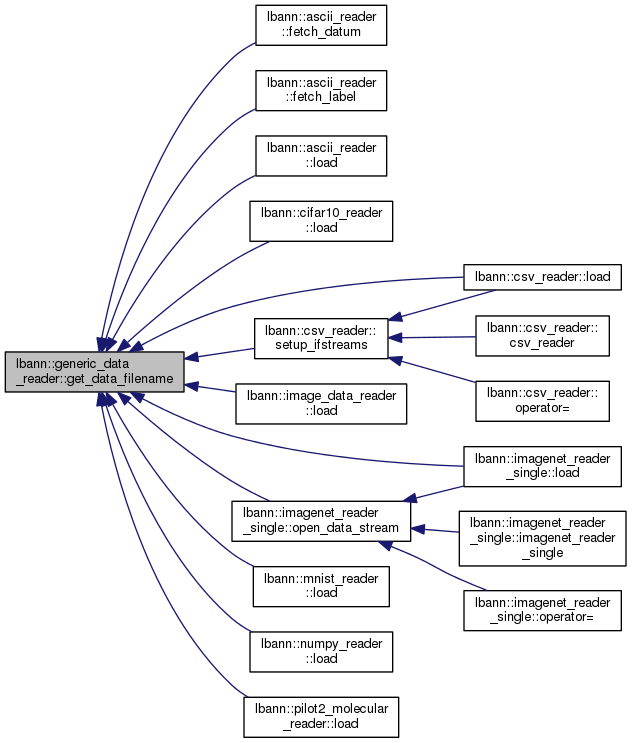 lbann::ascii_reader
::fetch_datum
lbann::ascii_reader
::fetch_label
lbann::ascii_reader
::load
lbann::cifar10_reader
::load
lbann::csv_reader::load
lbann::csv_reader::
setup_ifstreams
lbann::csv_reader::
csv_reader
lbann::generic_data
_reader::get_data_filename
lbann::image_data_reader
::load
lbann::csv_reader::
operator=
lbann::imagenet_reader
_single::load
lbann::imagenet_reader
_single::open_data_stream
lbann::imagenet_reader
_single::imagenet_reader
_single
lbann::mnist_reader
::load
lbann::imagenet_reader
_single::operator=
lbann::numpy_reader
::load
lbann::pilot2_molecular
_reader::load